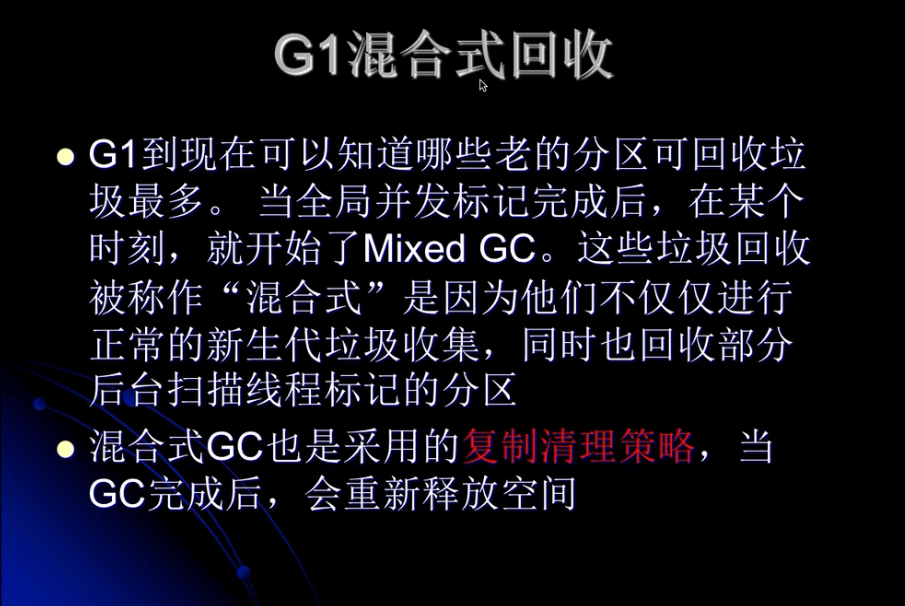 G1混合式回收
G1到现在可以知道哪些老的分区可回收垃
圾最多。 当全局并发标记完成后，在某个
时刻，就开始了Mixed GC。这些垃圾回收
被称作“混合式”是因为他们不仅仅进行
正常的新生代垃圾收集，同时也回收部分
后台扫描线程标记的分区
混合式GC也是采用的复制清理策略，当
GC完成后，会重新释放空间